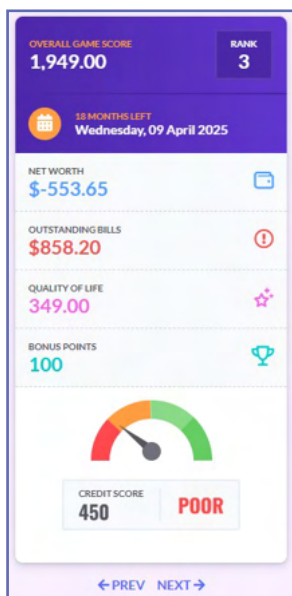 OVERALL GAME SCORE
1,949.00
RANK
3
18 MONTHS LEFT
Wednesday, 09 April 2025
NET WORTH
$-553.65
OUTSTANDING BILLS
$858.20
QUALITY OF LIFE
349.00
BONUS POINTS
100
CREDIT SCORE
450
POOR
←PREV NEXT→